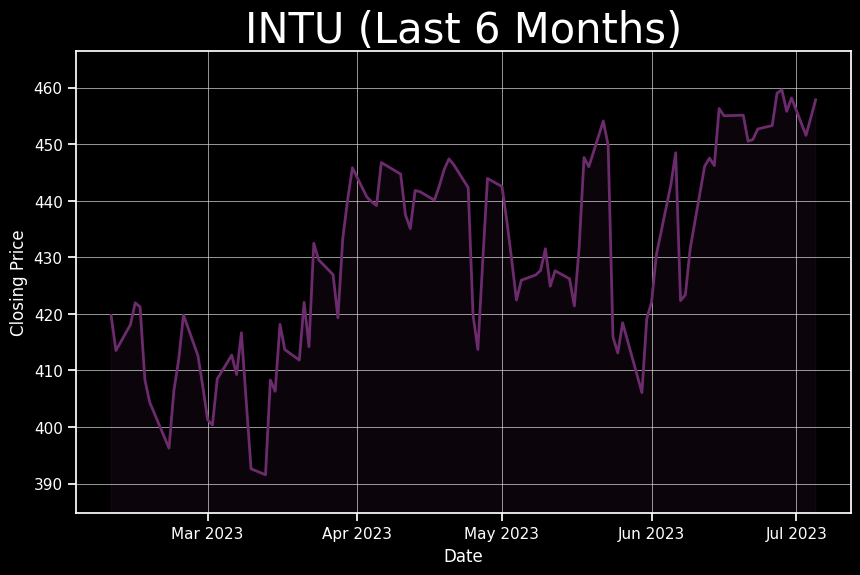 INTU (Last 6 Months)
460
450
440
430
420
410
400
390
Closing Price
Mar 2023
Apr 2023
May 2023
Jun 2023
Jul 2023
Date